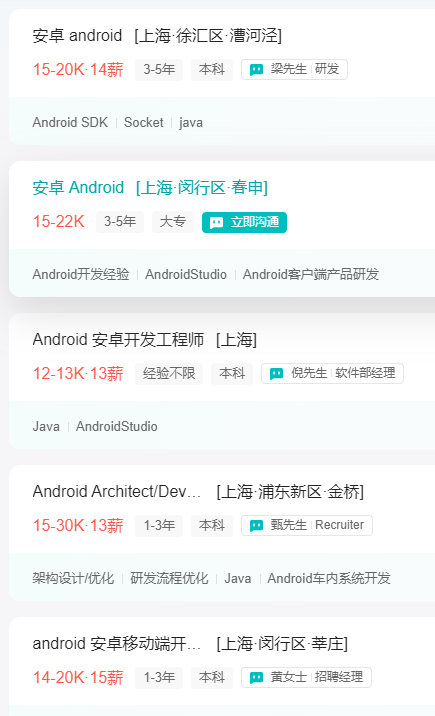 安卓 android [上海·徐汇区·漕河泾]
15-20K·14薪 3-5年 本科 梁先生 研发
Android SDK Socket java
安卓 Android [上海·闵行区·春申]
15-22K 3-5年 大专 立即沟通
Android开发经验 AndroidStudio Android客户端产品研发
Android 安卓开发工程师 [上海]
12-13K·13薪 经验不限 本科 倪先生 软件部经理
Java AndroidStudio
Android Architect/Dev... [上海·浦东新区·金桥]
15-30K·13薪 1-3年 本科 甄先生 Recruiter
架构设计/优化 研发流程优化 Java Android车内系统开发
android 安卓移动端开... [上海·闵行区·莘庄]
14-20K·15薪 1-3年 本科 黄女士 招聘经理